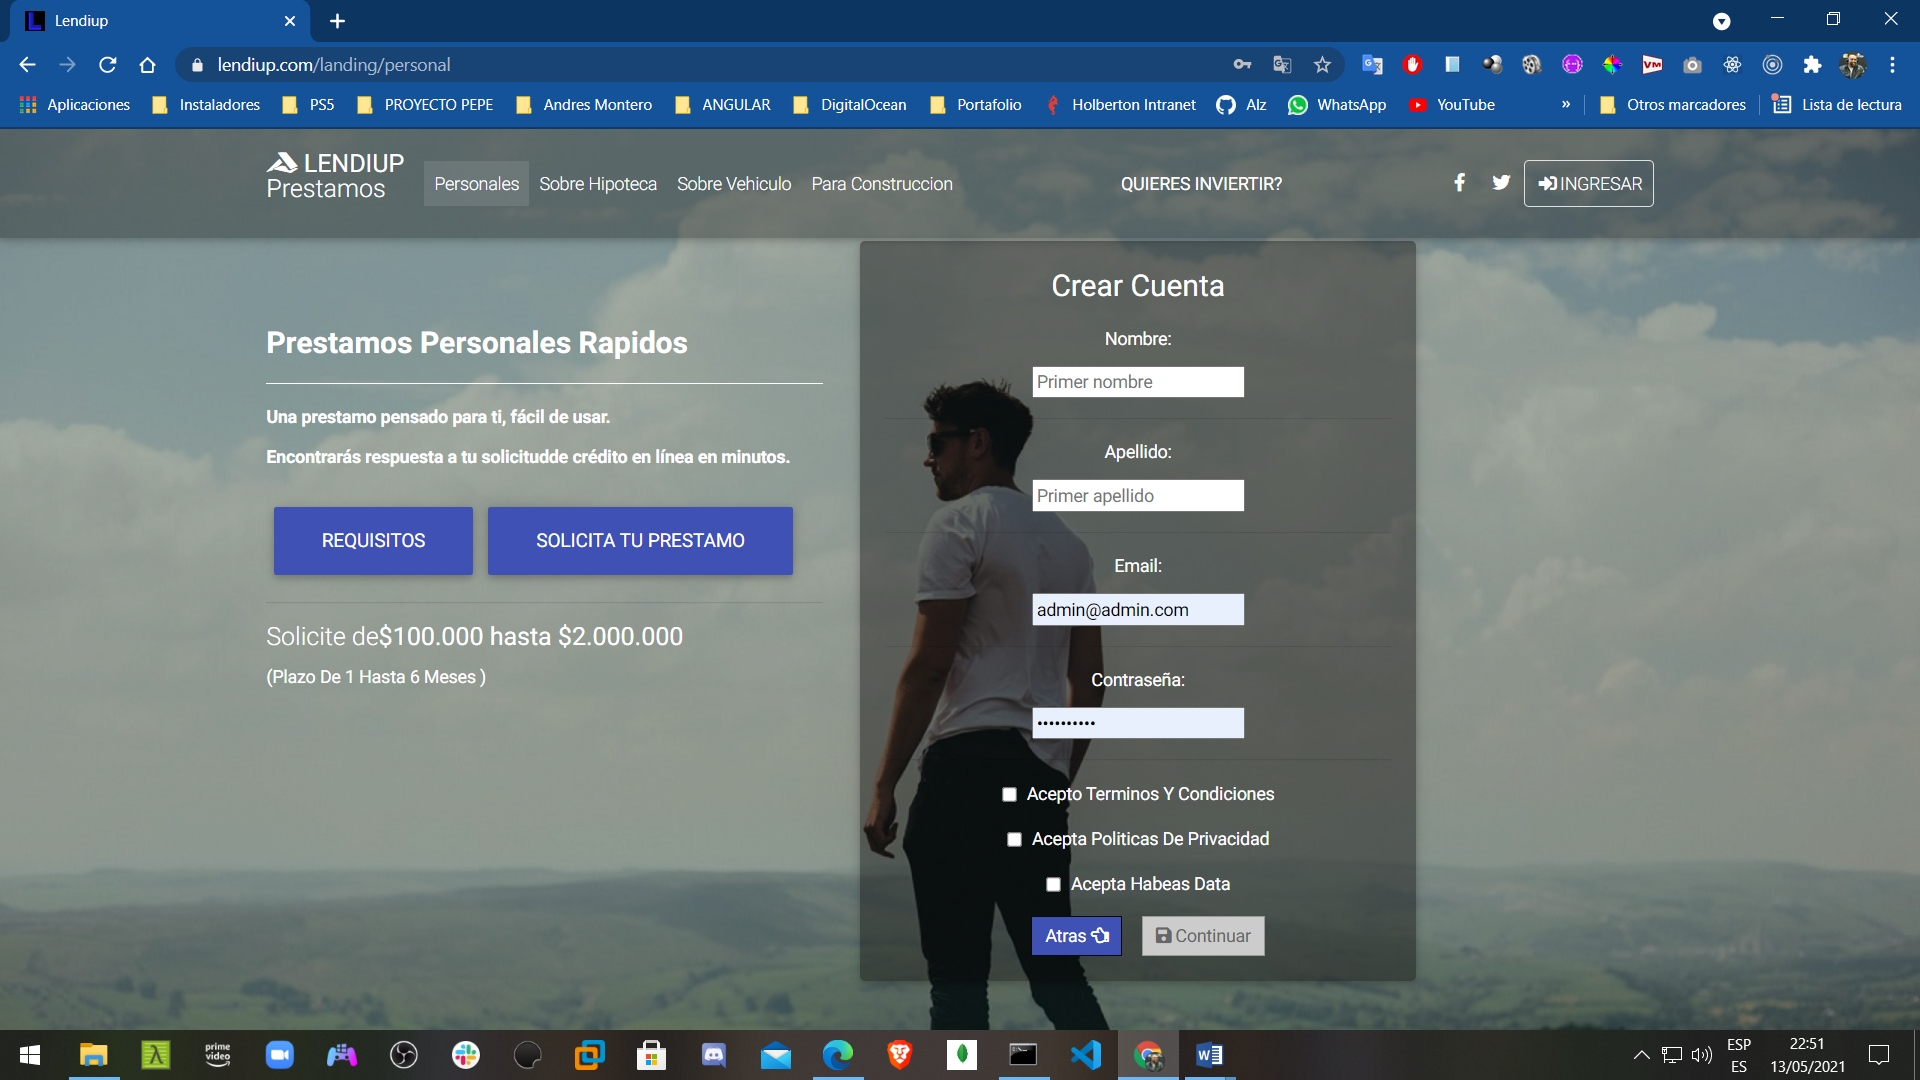 Lendiup
lendiup.com/landing/personal
Aplicaciones
Instaladores
PS5
PROYECTO PEPE
Andres Montero
ANGULAR
DigitalOcean
Portafolio
Holberton Intranet
Alz
WhatsApp
YouTube
»
Otros marcadores
Lista de lectura
LENDIUP
Prestamos
Personales
Sobre Hipoteca
Sobre Vehiculo
Para Construccion
QUIERES INVIERTIR?
INGRESAR
Prestamos Personales Rapidos
Una prestamo pensado para ti, fácil de usar.
Encontrarás respuesta a tu solicitudde crédito en línea en minutos.
REQUISITOS
SOLICITA TU PRESTAMO
Solicite de$100.000 hasta $2.000.000
(Plazo De 1 Hasta 6 Meses )
Crear Cuenta
Nombre:
Primer nombre
Apellido:
Primer apellido
Email:
admin@admin.com
Contraseña:
••••••••••
Acepto Terminos Y Condiciones
Acepta Politicas De Privacidad
Acepta Habeas Data
Atras
Continuar
prime video
ESP
ES
22:51
13/05/2021